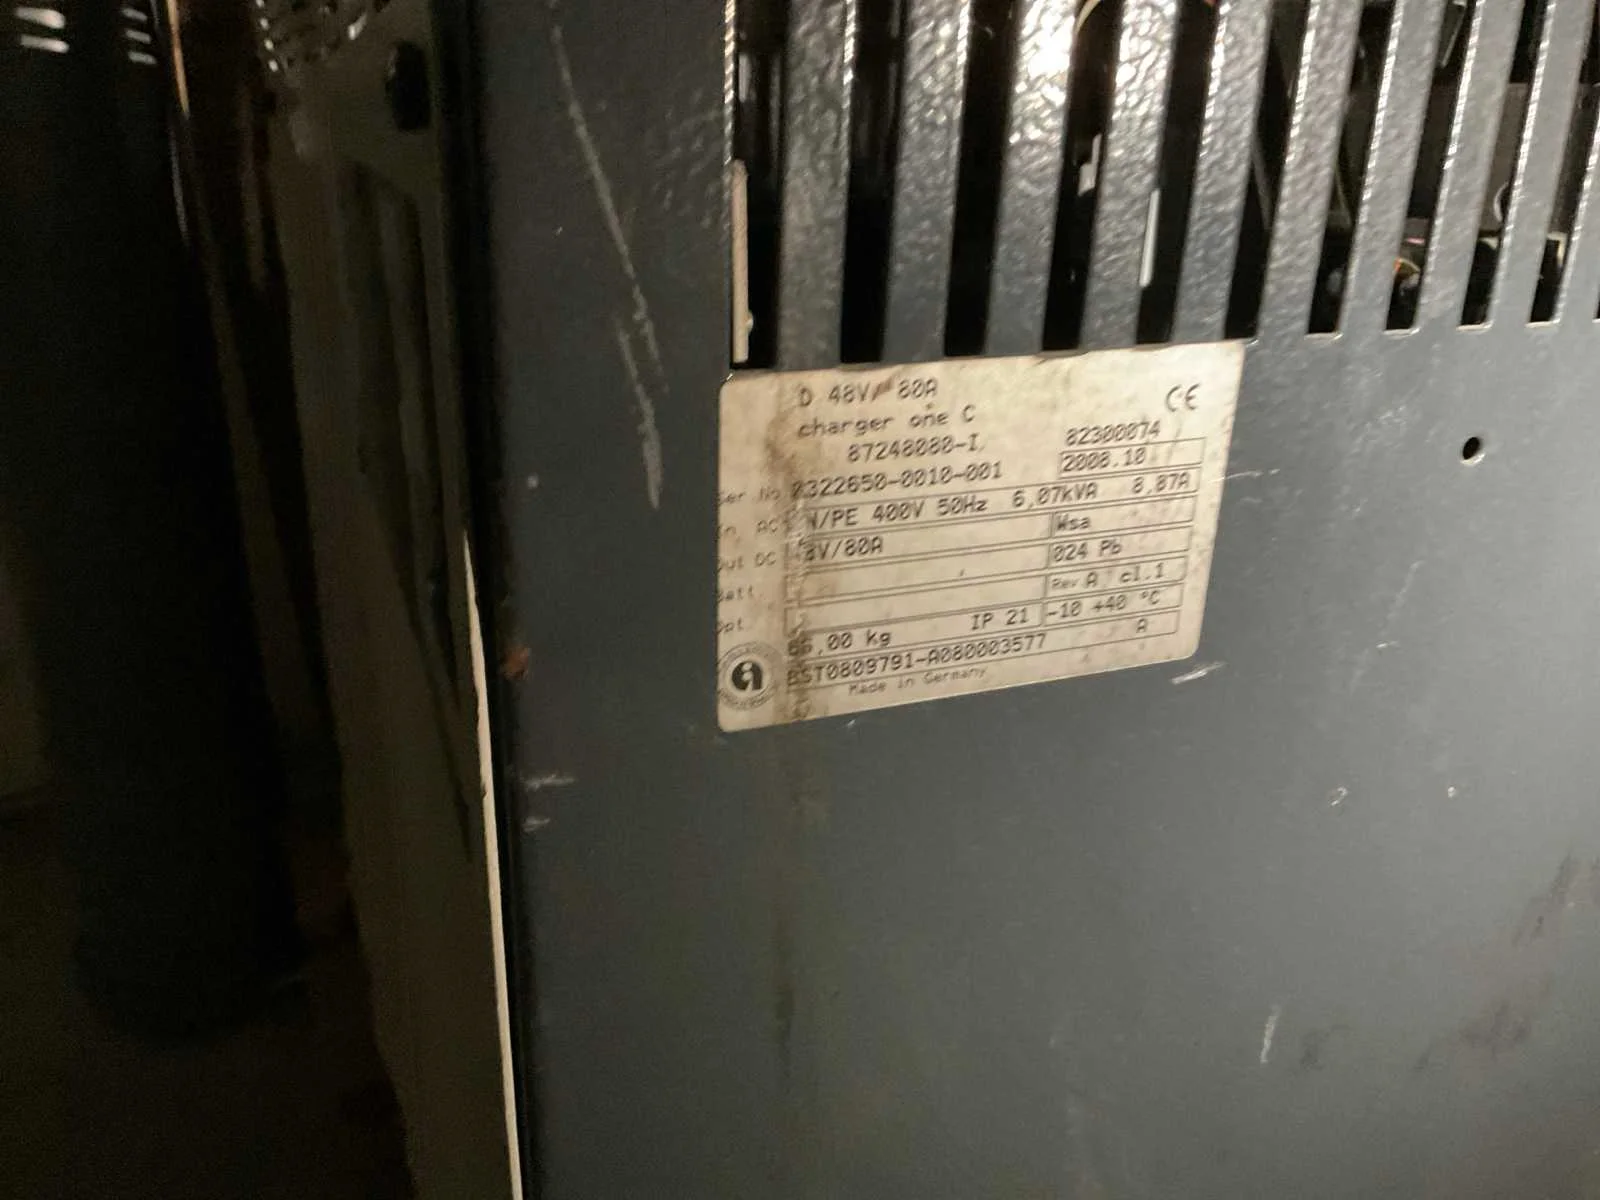 D 48V/ 80A CE
charger one C
87248080-I 82300074
Ser.No 0322650-0010-001 2008.10
In. AC N/PE 400V 50Hz 6,07kVA 8,87A
Out DC 48V/80A Wsa
Batt. 024 Pb
Opt. Rev.A cl.1
,00 kg IP 21 -10 +40 °C
BST0809791-A080003577 A
Made in Germany